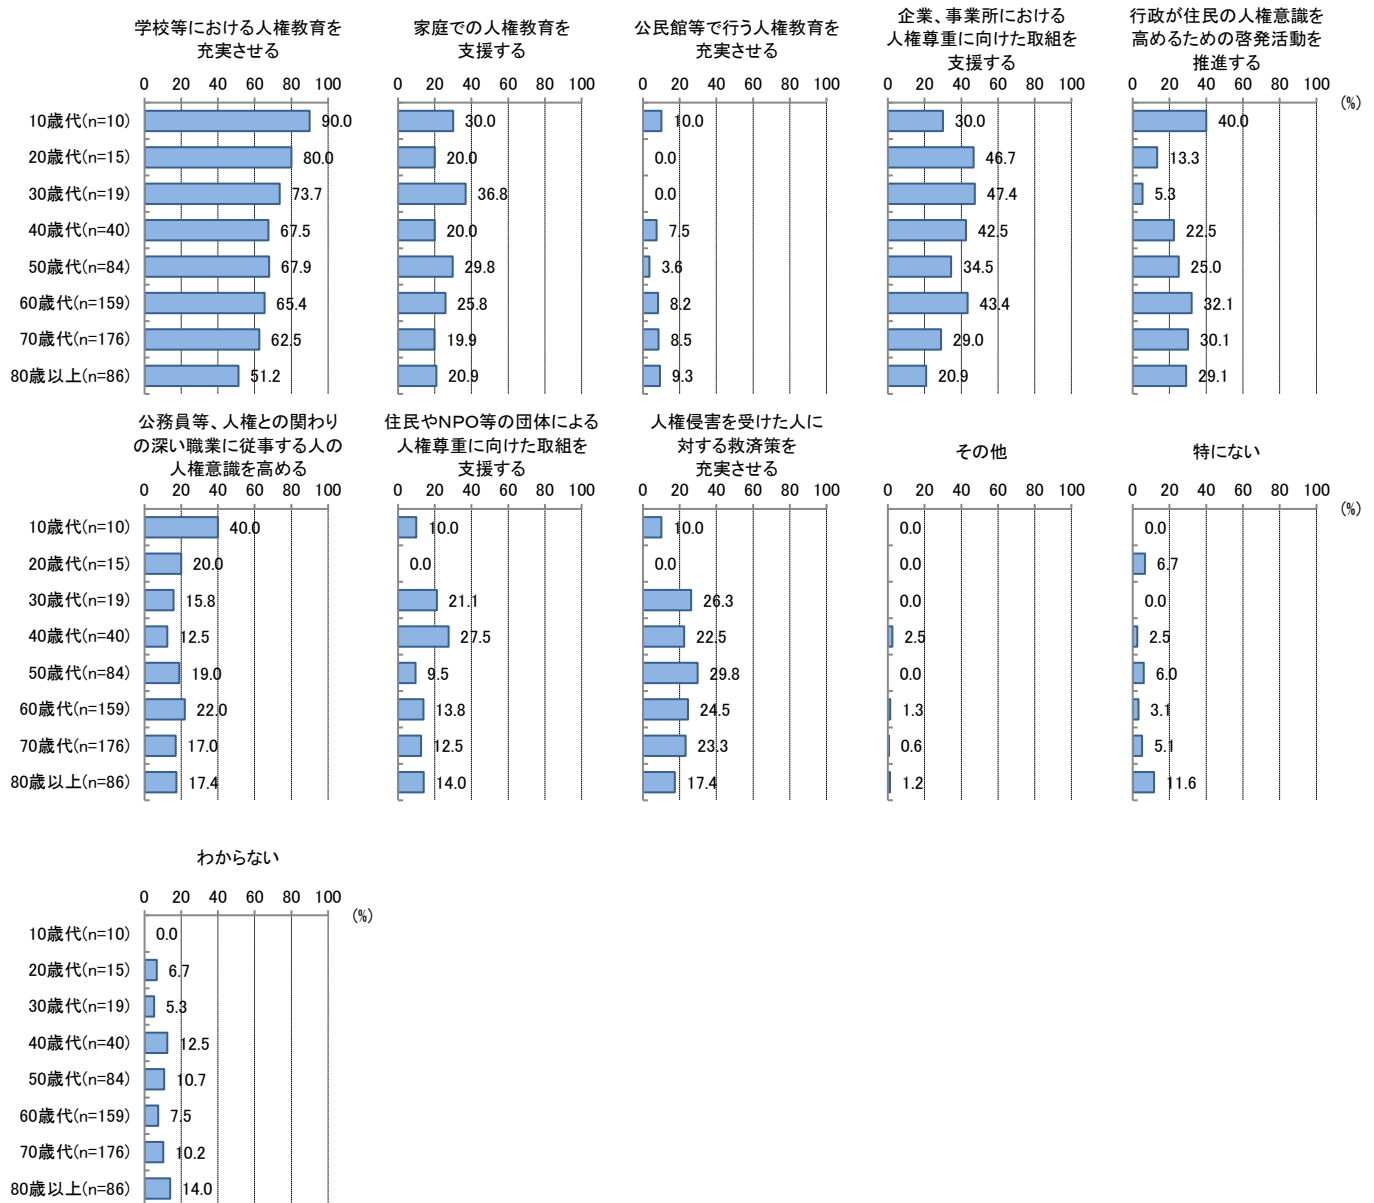 学校等における人権教育を
充実させる
家庭での人権教育を
支援する
公民館等で行う人権教育を
充実させる
企業、事業所における
人権尊重に向けた取組を
支援する
行政が住民の人権意識を
高めるための啓発活動を
推進する
0 20 40 60 80 100 0 20 40 60 80 100 0 20 40 60 80 100 0 20 40 60 80 100 0 20 40 60 80 100
(%)
10歳代(n=10) 90.0 30.0 10.0 30.0 40.0
20歳代(n=15) 80.0 20.0 0.0 46.7 13.3
30歳代(n=19) 73.7 36.8 0.0 47.4 5.3
40歳代(n=40) 67.5 20.0 7.5 42.5 22.5
50歳代(n=84) 67.9 29.8 3.6 34.5 25.0
60歳代(n=159) 65.4 25.8 8.2 43.4 32.1
70歳代(n=176) 62.5 19.9 8.5 29.0 30.1
80歳以上(n=86) 51.2 20.9 9.3 20.9 29.1
公務員等、人権との関わり
の深い職業に従事する人の
人権意識を高める
住民やNPO等の団体による
人権尊重に向けた取組を
支援する
人権侵害を受けた人に
対する救済策を
充実させる
その他
特にない
0 20 40 60 80 100 0 20 40 60 80 100 0 20 40 60 80 100 0 20 40 60 80 100 0 20 40 60 80 100
(%)
10歳代(n=10) 40.0 10.0 10.0 0.0 0.0
20歳代(n=15) 20.0 0.0 0.0 0.0 6.7
30歳代(n=19) 15.8 21.1 26.3 0.0 0.0
40歳代(n=40) 12.5 27.5 22.5 2.5 2.5
50歳代(n=84) 19.0 9.5 29.8 0.0 6.0
60歳代(n=159) 22.0 13.8 24.5 1.3 3.1
70歳代(n=176) 17.0 12.5 23.3 0.6 5.1
80歳以上(n=86) 17.4 14.0 17.4 1.2 11.6
わからない
0 20 40 60 80 100
(%)
10歳代(n=10) 0.0
20歳代(n=15) 6.7
30歳代(n=19) 5.3
40歳代(n=40) 12.5
50歳代(n=84) 10.7
60歳代(n=159) 7.5
70歳代(n=176) 10.2
80歳以上(n=86) 14.0